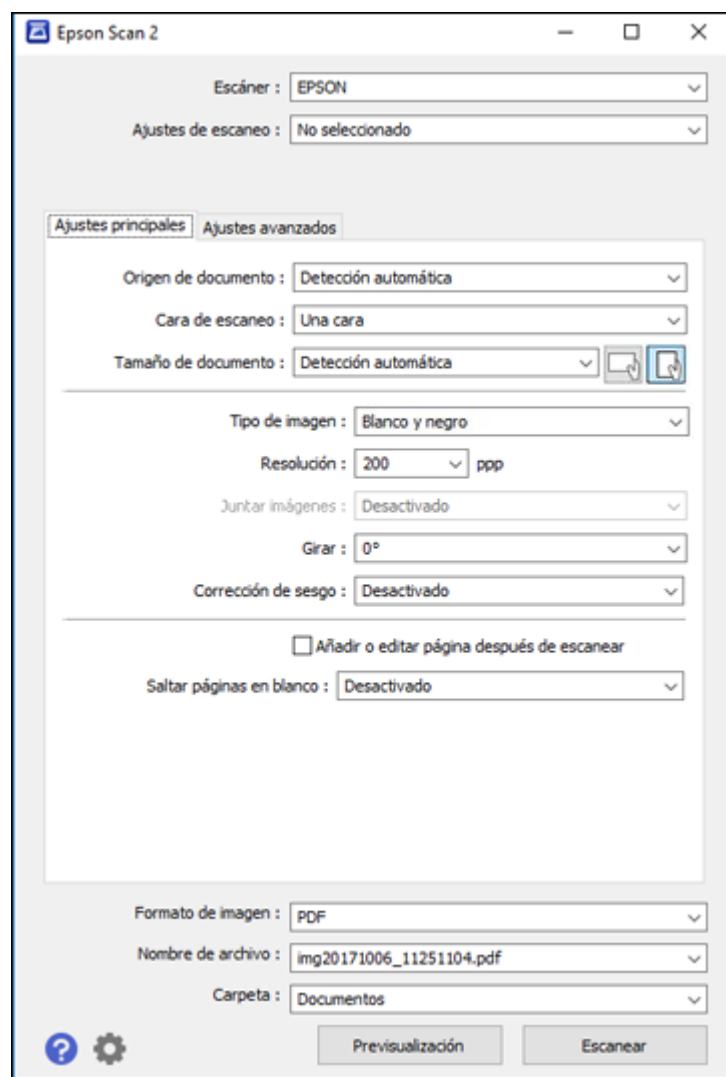 Epson Scan 2
Escáner : EPSON
Ajustes de escaneo : No seleccionado
Ajustes principales Ajustes avanzados
Origen de documento : Detección automática
Cara de escaneo : Una cara
Tamaño de documento : Detección automática
Tipo de imagen : Blanco y negro
Resolución : 200 ppp
Juntar imágenes : Desactivado
Girar : 0°
Corrección de sesgo : Desactivado
Añadir o editar página después de escanear
Saltar páginas en blanco : Desactivado
Formato de imagen : PDF
Nombre de archivo : img20171006_11251104.pdf
Carpeta : Documentos
? Previsualización Escanear